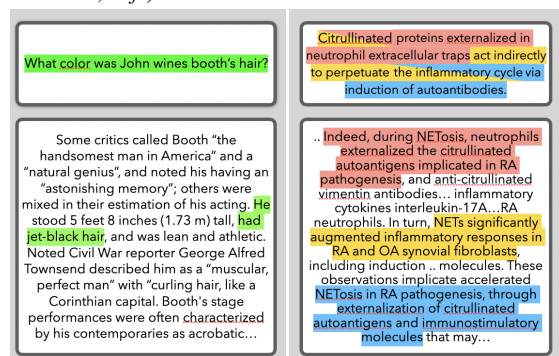 What color was John wines booth's hair?
Some critics called Booth "the
handsomest man in America" and a
"natural genius", and noted his having an
"astonishing memory"; others were
mixed in their estimation of his acting. He
stood 5 feet 8 inches (1.73 m) tall, had
jet-black hair, and was lean and athletic.
Noted Civil War reporter George Alfred
Townsend described him as a "muscular,
perfect man" with "curling hair, like a
Corinthian capital. Booth's stage
performances were often characterized
by his contemporaries as acrobatic...
Citrullinated proteins externalized in
neutrophil extracellular traps act indirectly
to perpetuate the inflammatory cycle via
induction of autoantibodies.
.. Indeed, during NETosis, neutrophils
externalized the citrullinated
autoantigens implicated in RA
pathogenesis, and anti-citrullinated
vimentin antibodies... inflammatory
cytokines interleukin-17A...RA
neutrophils. In turn, NETs significantly
augmented inflammatory responses in
RA and OA synovial fibroblasts,
including induction .. molecules. These
observations implicate accelerated
NETosis in RA pathogenesis, through
externalization of citrullinated
autoantigens and immunostimulatory
molecules that may...